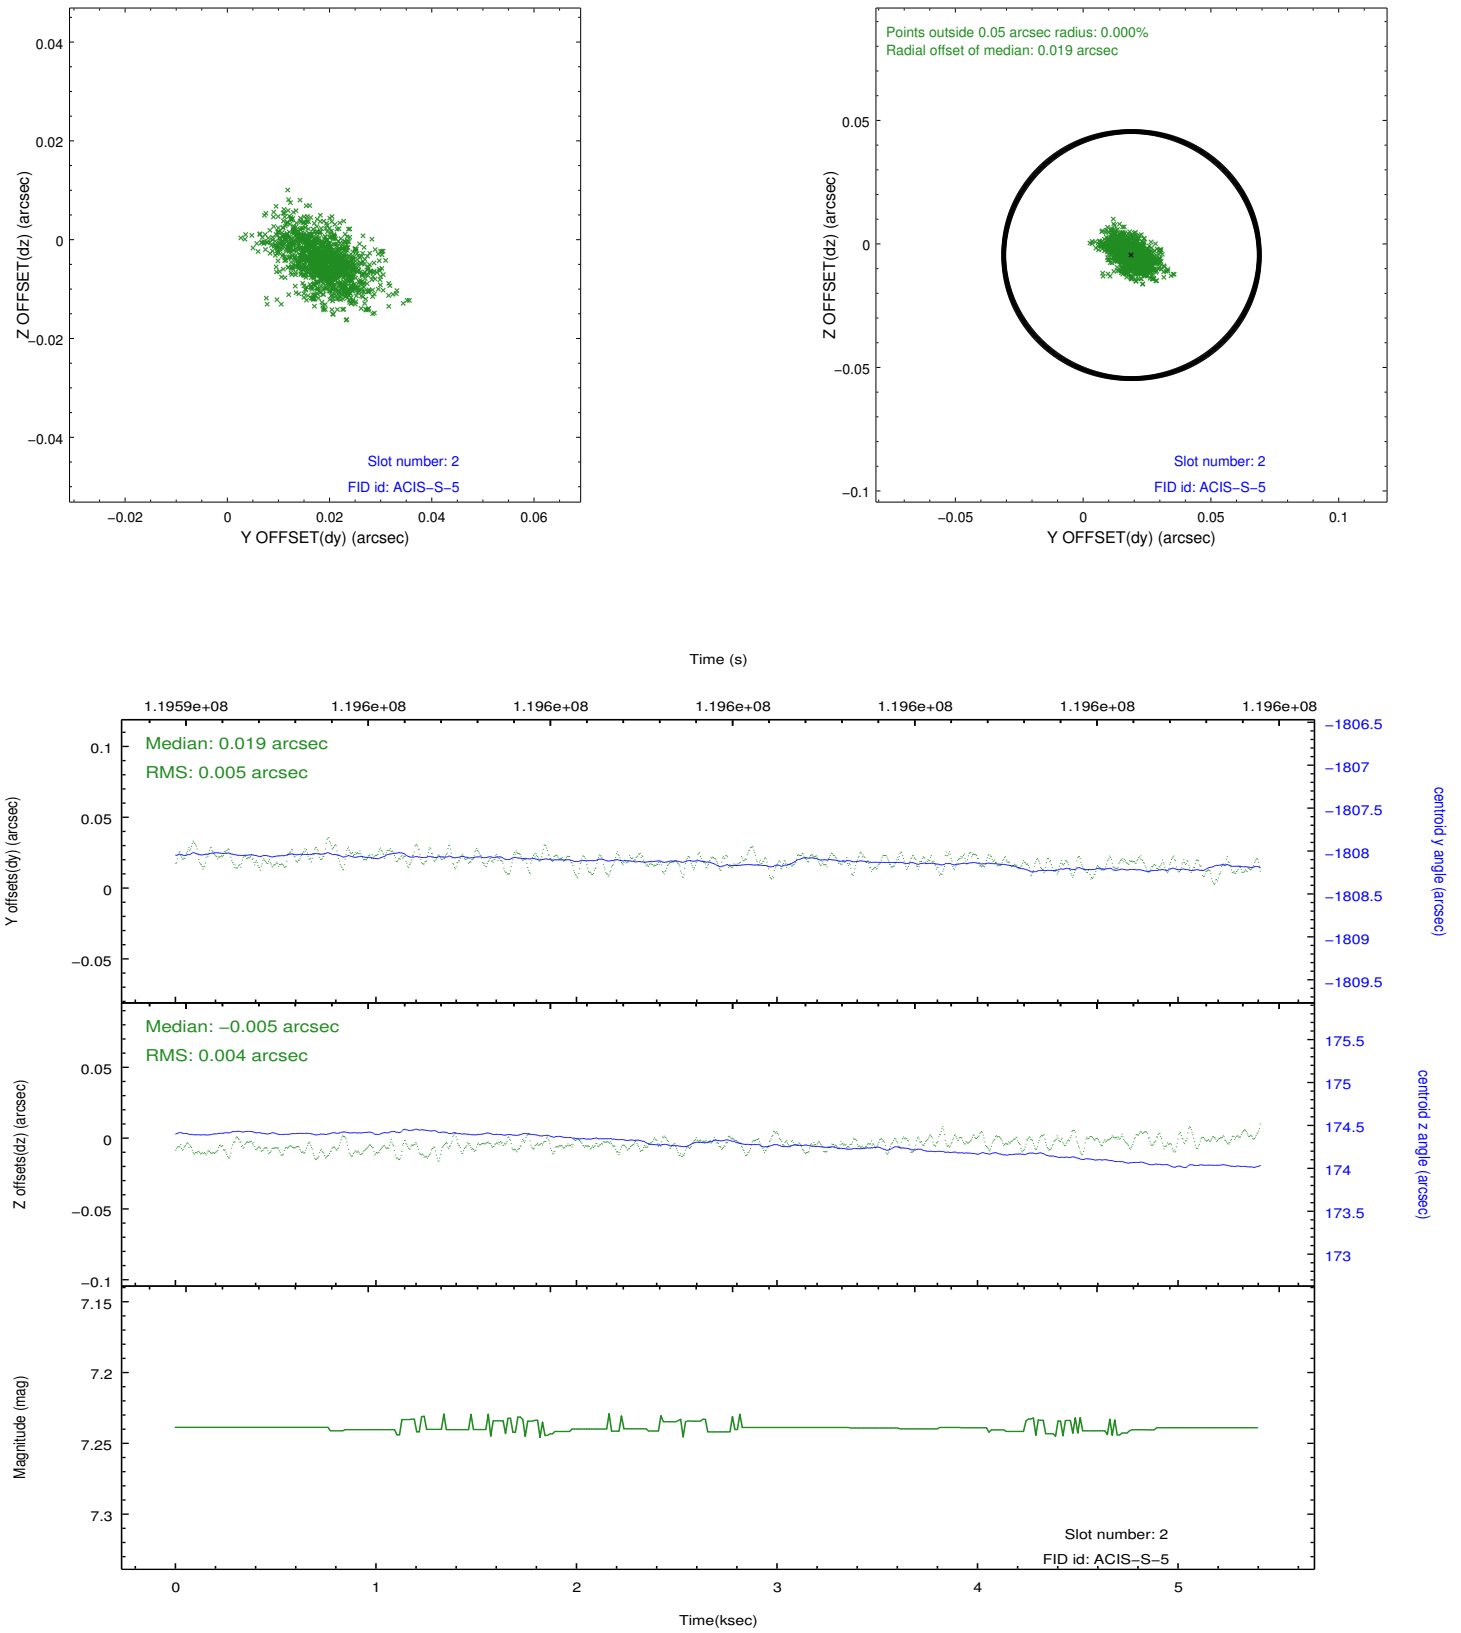 0.04
0.02
0
−0.02
−0.04
Z OFFSET(dz) (arcsec)
Slot number: 2
FID id: ACIS−S−5
−0.02
0
0.02
0.04
0.06
Y OFFSET(dy) (arcsec)
Points outside 0.05 arcsec radius: 0.000%
Radial offset of median: 0.019 arcsec
0.05
0
−0.05
−0.1
Z OFFSET(dz) (arcsec)
Slot number: 2
FID id: ACIS−S−5
−0.05
0
0.05
0.1
Y OFFSET(dy) (arcsec)
Time (s)
1.1959e+08
1.196e+08
1.196e+08
1.196e+08
1.196e+08
1.196e+08
1.196e+08
Median: 0.019 arcsec
RMS: 0.005 arcsec
0.1
0.05
0
−0.05
Y offsets(dy) (arcsec)
−1806.5
−1807
−1807.5
−1808
−1808.5
−1809
−1809.5
centroid y angle (arcsec)
Median: −0.005 arcsec
RMS: 0.004 arcsec
0.05
0
−0.05
−0.1
Z offsets(dz) (arcsec)
175.5
175
174.5
174
173.5
173
centroid z angle (arcsec)
7.15
7.2
7.25
7.3
Magnitude (mag)
Slot number: 2
FID id: ACIS−S−5
0
1
2
3
4
5
Time(ksec)